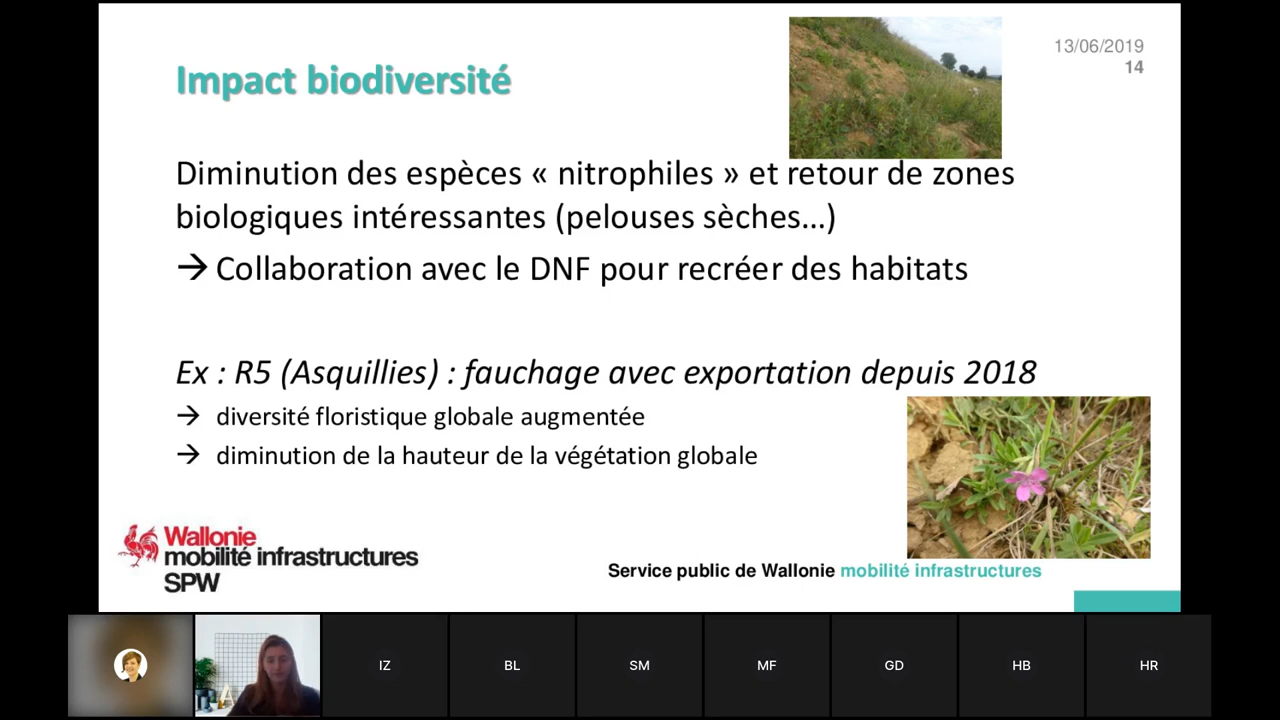 13/06/2019
14
Impact biodiversité
Diminution des espèces « nitrophiles » et retour de zones
biologiques intéressantes (pelouses sèches...)
→ Collaboration avec le DNF pour recréer des habitats
Ex : R5 (Asquillies) : fauchage avec exportation depuis 2018
→ diversité floristique globale augmentée
→ diminution de la hauteur de la végétation globale
Wallonie
mobilité infrastructures
SPW
Service public de Wallonie mobilité infrastructures
IZ
BL
SM
MF
GD
HB
HR